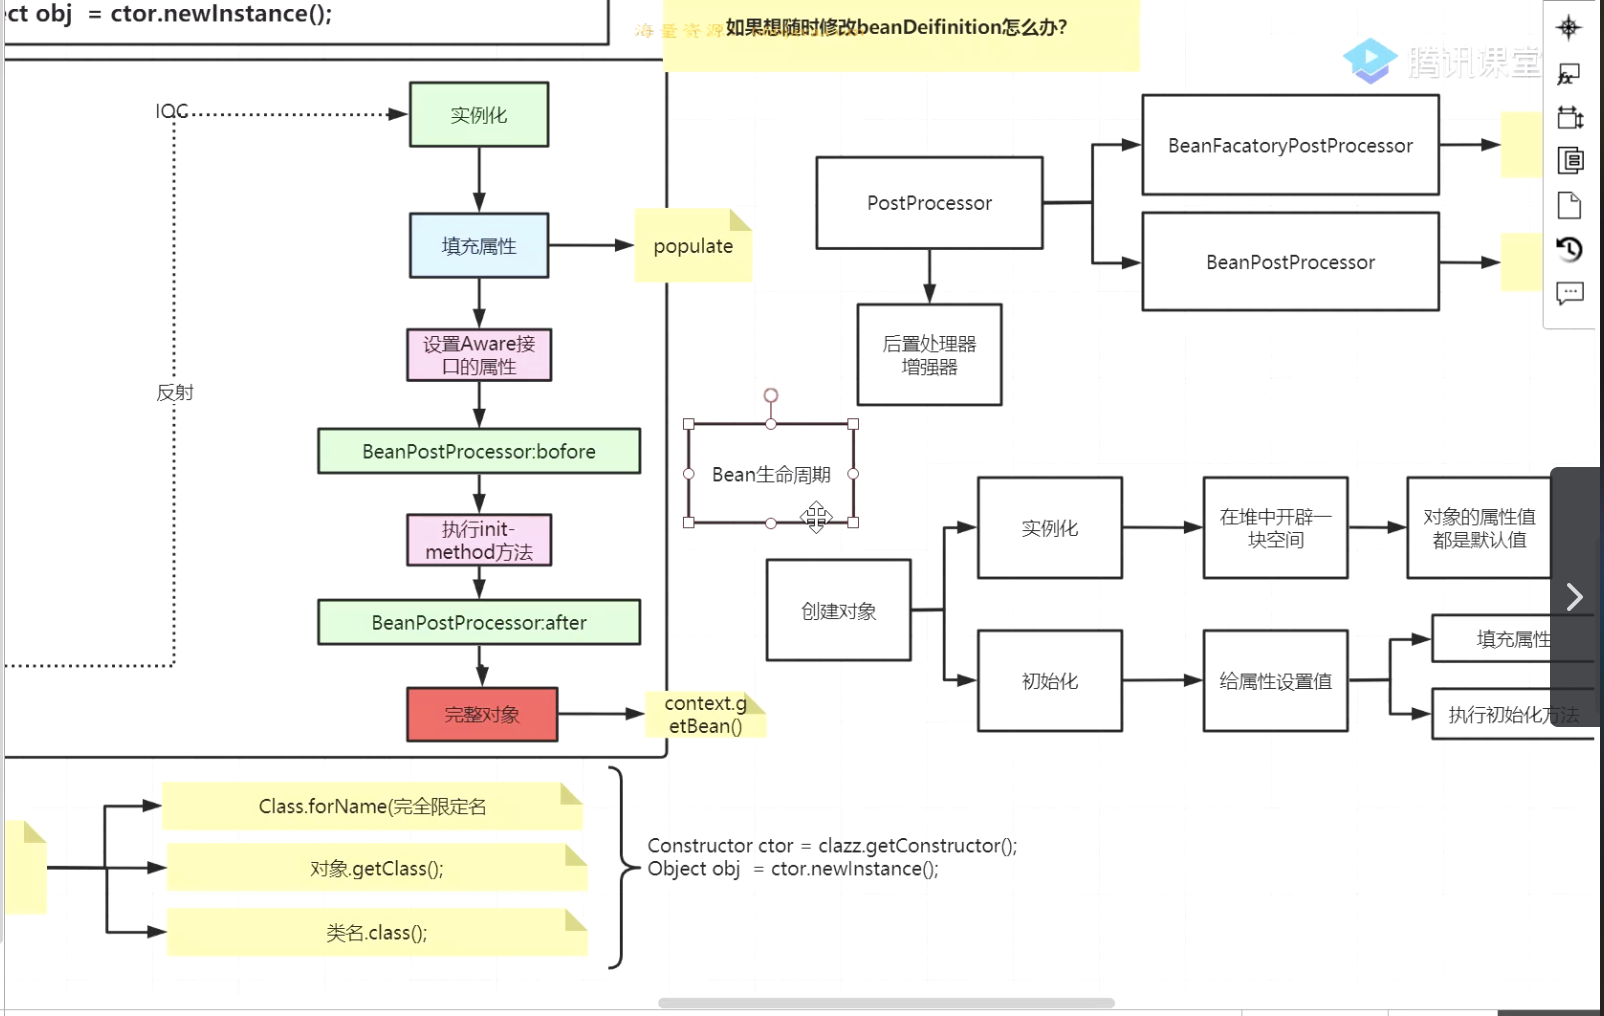 ect obj  = ctor.newInstance();
海量资源
如果想随时修改beanDeifinition怎么办?
腾讯课堂
IOC
实例化
填充属性
populate
设置Aware接
口的属性
反射
BeanPostProcessor:bofore
执行init-
method方法
BeanPostProcessor:after
完整对象
context.g
etBean()
PostProcessor
BeanFacatoryPostProcessor
BeanPostProcessor
后置处理器
增强器
Bean生命周期
创建对象
实例化
在堆中开辟一
块空间
对象的属性值
都是默认值
初始化
给属性设置值
填充属性
执行初始化方法
Class.forName(完全限定名
对象.getClass();
类名.class();
Constructor ctor = clazz.getConstructor();
Object obj  = ctor.newInstance();